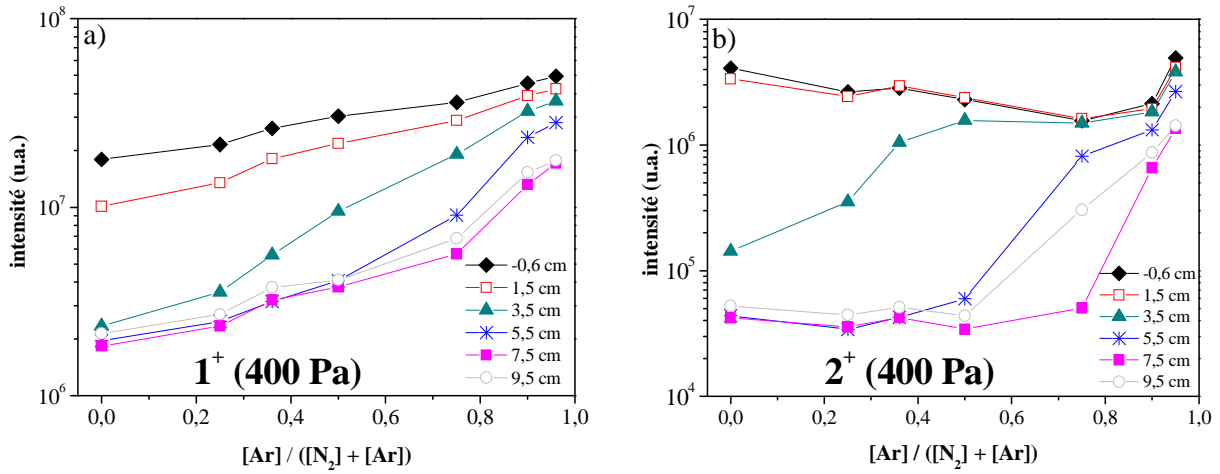 a)
10^8
10^7
10^6
intensité (u.a.)
-0,6 cm
1,5 cm
3,5 cm
5,5 cm
7,5 cm
9,5 cm
1^+ (400 Pa)
0,0 0,2 0,4 0,6 0,8 1,0
[Ar] / ([N_2] + [Ar])
b)
10^7
10^6
10^5
10^4
intensité (u.a.)
-0,6 cm
1,5 cm
3,5 cm
5,5 cm
7,5 cm
9,5 cm
2^+ (400 Pa)
0,0 0,2 0,4 0,6 0,8 1,0
[Ar] / ([N_2] + [Ar])